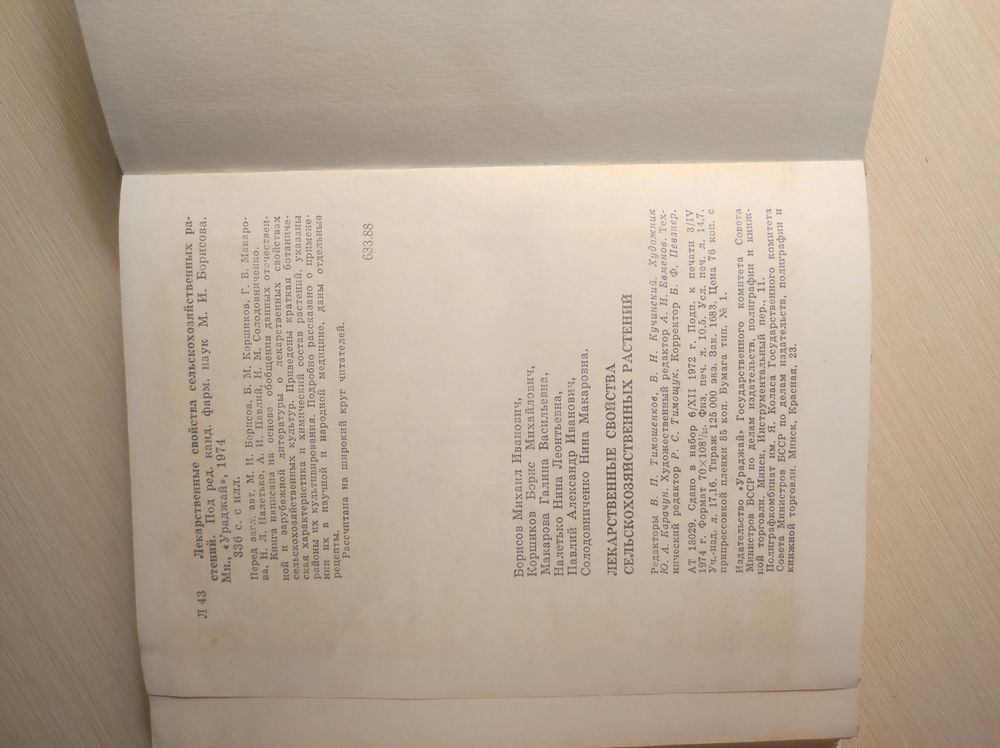 Л 43
Лекарственные свойства сельскохозяйственных ра-
стений. Под ред. канд. фарм. наук М. И. Борисова.
Мн., «Ураджай», 1974
336 с. с илл.
Перед загл. авт. М. И. Борисов, Б. М. Коршиков, Г. В. Макаро-
ва, Н. Л. Налетько, А. И. Павлий, Н. М. Солодовниченко.
Книга написана на основе обобщения данных отечествен-
ной и зарубежной литературы о лекарственных свойствах
сельскохозяйственных культур. Приведены краткая ботаниче-
ская характеристика и химический состав растений, указаны
районы их культивирования. Подробно рассказано о примене-
нии их в научной и народной медицине, даны отдельные
рецепты.
Рассчитана на широкий круг читателей.
633.88
Борисов Михаил Иванович,
Коршиков Борис Михайлович,
Макарова Галина Васильевна,
Налетько Нина Леонтьевна,
Павлий Александр Иванович,
Солодовниченко Нина Макаровна.
ЛЕКАРСТВЕННЫЕ СВОЙСТВА
СЕЛЬСКОХОЗЯЙСТВЕННЫХ РАСТЕНИЙ
Редакторы В. П. Тимошенков, В. Н. Кучинский. Художник
Ю. А. Карачун. Художественный редактор А. И. Евменов. Тех-
нический редактор Р. С. Тимощук. Корректор Б. Ф. Певзнер.
АТ 13029. Сдано в набор 6/XII 1972 г. Подп. к печати 3/IV
1974 г. Формат 70×108¹/₃₂. Физ. печ. л. 10,5. Усл. печ. л. 14,7.
Уч.-изд. л. 17,16. Тираж 125 000 экз. Зак. 1683. Цена 76 коп. с
припрессовкой пленки 85 коп. Бумага тип. № 1.
Издательство «Ураджай» Государственного комитета Совета
Министров БССР по делам издательств, полиграфии и книж-
ной торговли. Минск, Инструментальный пер., 11.
Полиграфкомбинат им. Я. Коласа Государственного комитета
Совета Министров БССР по делам издательств, полиграфии и
книжной торговли. Минск, Красная, 23.